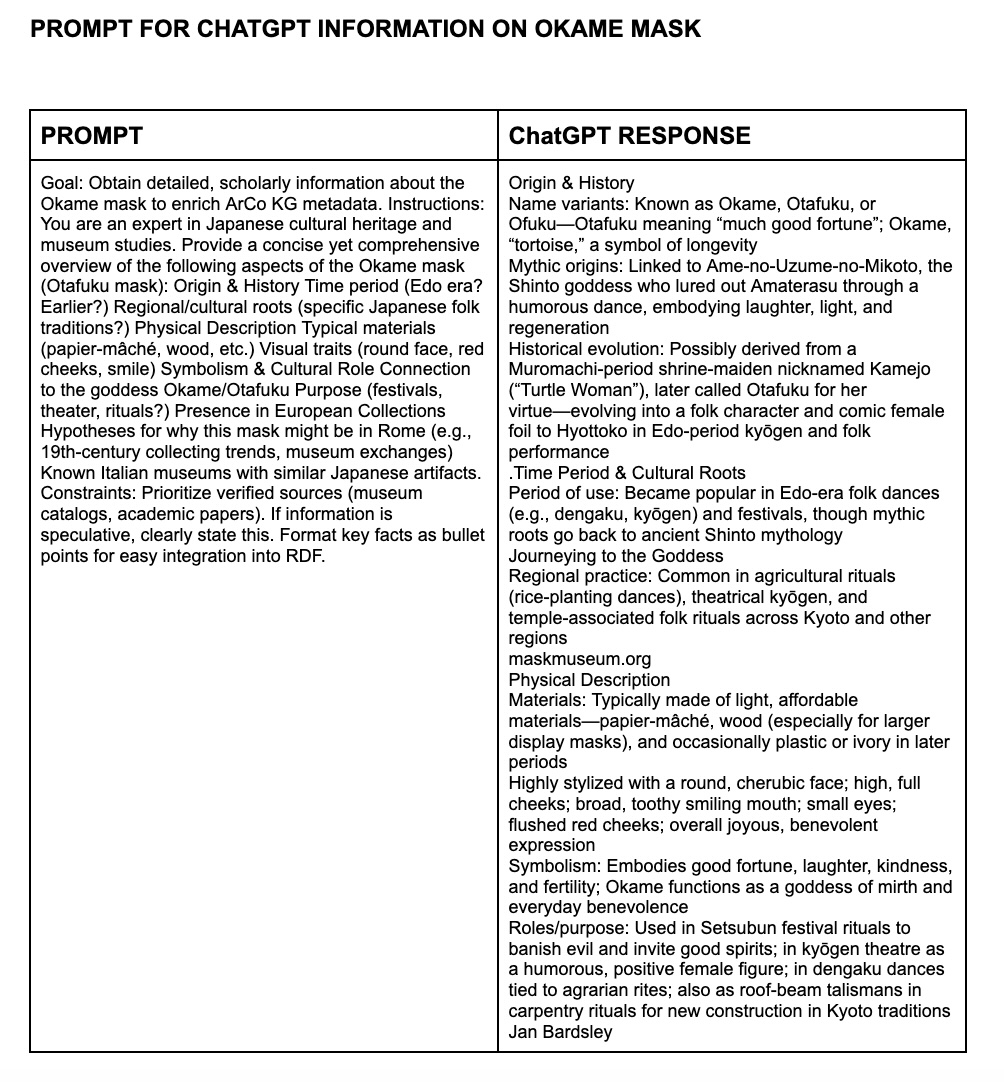 PROMPT FOR CHATGPT INFORMATION ON OKAME MASK
PROMPT
Goal: Obtain detailed, scholarly information about the
Okame mask to enrich ArCo KG metadata. Instructions:
You are an expert in Japanese cultural heritage and
museum studies. Provide a concise yet comprehensive
overview of the following aspects of the Okame mask
(Otafuku mask): Origin & History Time period (Edo era?
Earlier?) Regional/cultural roots (specific Japanese folk
traditions?) Physical Description Typical materials
(papier-mâché, wood, etc.) Visual traits (round face, red
cheeks, smile) Symbolism & Cultural Role Connection
to the goddess Okame/Otafuku Purpose (festivals,
theater, rituals?) Presence in European Collections
Hypotheses for why this mask might be in Rome (e.g.,
19th-century collecting trends, museum exchanges)
Known Italian museums with similar Japanese artifacts.
Constraints: Prioritize verified sources (museum
catalogs, academic papers). If information is
speculative, clearly state this. Format key facts as bullet
points for easy integration into RDF.
ChatGPT RESPONSE
Origin & History
Name variants: Known as Okame, Otafuku, or
Ofuku—Otafuku meaning “much good fortune”; Okame,
“tortoise,” a symbol of longevity
Mythic origins: Linked to Ame-no-Uzume-no-Mikoto, the
Shinto goddess who lured out Amaterasu through a
humorous dance, embodying laughter, light, and
regeneration
Historical evolution: Possibly derived from a
Muromachi-period shrine-maiden nicknamed Kamejo
(“Turtle Woman”), later called Otafuku for her
virtue—evolving into a folk character and comic female
foil to Hyottoko in Edo-period kyōgen and folk
performance
.Time Period & Cultural Roots
Period of use: Became popular in Edo-era folk dances
(e.g., dengaku, kyōgen) and festivals, though mythic
roots go back to ancient Shinto mythology
Journeying to the Goddess
Regional practice: Common in agricultural rituals
(rice-planting dances), theatrical kyōgen, and
temple-associated folk rituals across Kyoto and other
regions
maskmuseum.org
Physical Description
Materials: Typically made of light, affordable
materials—papier-mâché, wood (especially for larger
display masks), and occasionally plastic or ivory in later
periods
Highly stylized with a round, cherubic face; high, full
cheeks; broad, toothy smiling mouth; small eyes;
flushed red cheeks; overall joyous, benevolent
expression
Symbolism: Embodies good fortune, laughter, kindness,
and fertility; Okame functions as a goddess of mirth and
everyday benevolence
Roles/purpose: Used in Setsubun festival rituals to
banish evil and invite good spirits; in kyōgen theatre as
a humorous, positive female figure; in dengaku dances
tied to agrarian rites; also as roof-beam talismans in
carpentry rituals for new construction in Kyoto traditions
Jan Bardsley